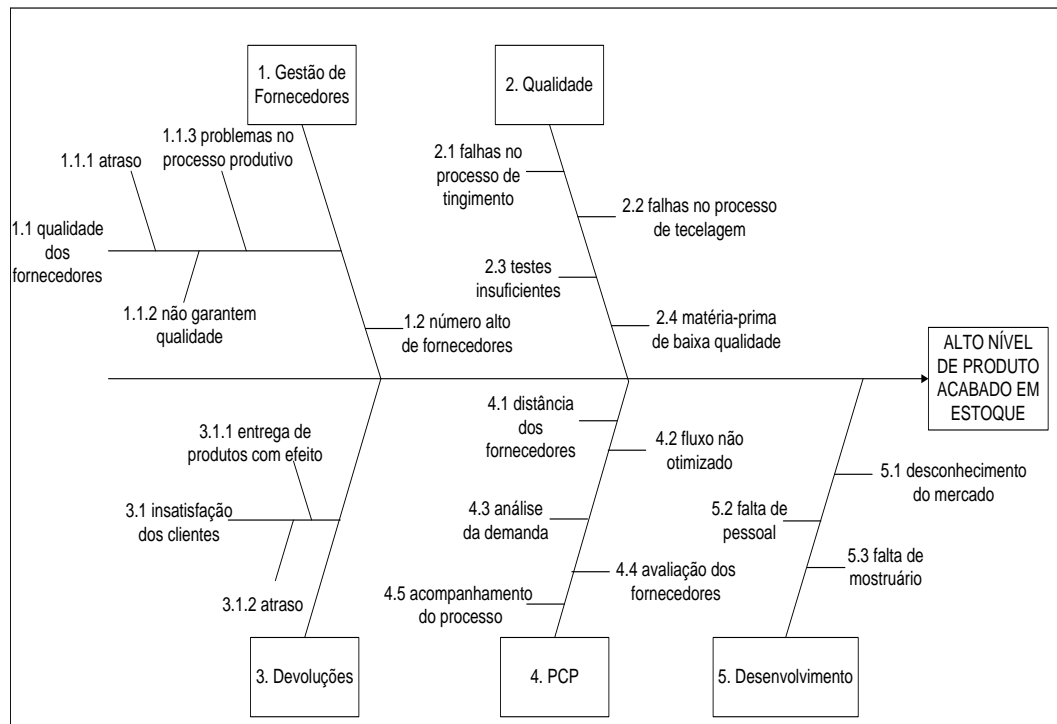 1. Gestão de
Fornecedores
2. Qualidade
1.1.3 problemas no
processo produtivo
1.1.1 atraso
2.1 falhas no
processo de
tingimento
1.1 qualidade
dos
fornecedores
2.2 falhas no processo
de tecelagem
2.3 testes
insuficientes
1.1.2 não garantem
qualidade
1.2 número alto
de fornecedores
2.4 matéria-prima
de baixa qualidade
ALTO NÍVEL
DE PRODUTO
ACABADO EM
ESTOQUE
3.1.1 entrega de
produtos com efeito
4.1 distância
dos
fornecedores
4.2 fluxo não
otimizado
5.1 desconhecimento
do mercado
3.1 insatisfação
dos clientes
4.3 análise
da demanda
5.2 falta de
pessoal
5.3 falta de
mostruário
4.4 avaliação dos
fornecedores
3.1.2 atraso
4.5 acompanhamento
do processo
3. Devoluções
4. PCP
5. Desenvolvimento